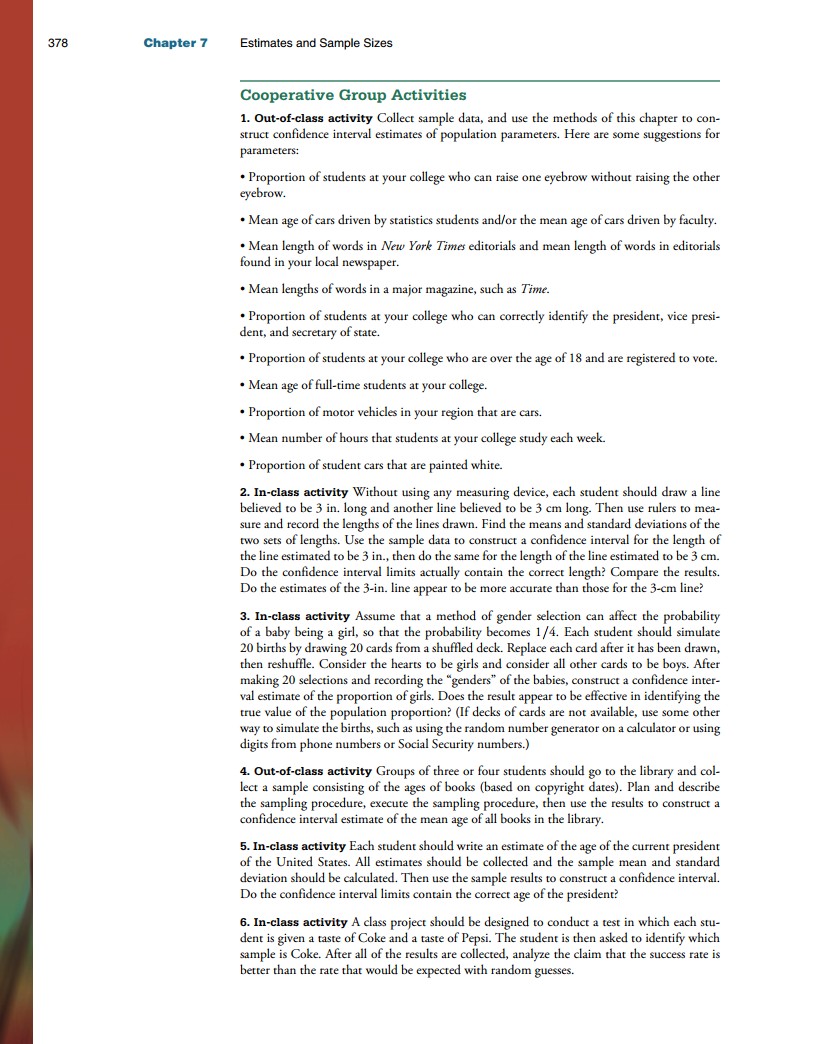 378 Chapter 7 Estimates and Sample Sizes
Cooperative Group Activities
1. Out-of-class activity Collect sample data, and use the methods of this chapter to con-
struct confidence interval estimates of population parameters. Here are some suggestions for
parameters:
• Proportion of students at your college who can raise one eyebrow without raising the other
eyebrow.
• Mean age of cars driven by statistics students and/or the mean age of cars driven by faculty.
• Mean length of words in New York Times editorials and mean length of words in editorials
found in your local newspaper.
• Mean lengths of words in a major magazine, such as Time.
• Proportion of students at your college who can correctly identify the president, vice presi-
dent, and secretary of state.
• Proportion of students at your college who are over the age of 18 and are registered to vote.
• Mean age of full-time students at your college.
• Proportion of motor vehicles in your region that are cars.
• Mean number of hours that students at your college study each week.
• Proportion of student cars that are painted white.
2. In-class activity Without using any measuring device, each student should draw a line
believed to be 3 in. long and another line believed to be 3 cm long. Then use rulers to mea-
sure and record the lengths of the lines drawn. Find the means and standard deviations of the
two sets of lengths. Use the sample data to construct a confidence interval for the length of
the line estimated to be 3 in., then do the same for the length of the line estimated to be 3 cm.
Do the confidence interval limits actually contain the correct length? Compare the results.
Do the estimates of the 3-in. line appear to be more accurate than those for the 3-cm line?
3. In-class activity Assume that a method of gender selection can affect the probability
of a baby being a girl, so that the probability becomes 1/4. Each student should simulate
20 births by drawing 20 cards from a shuffled deck. Replace each card after it has been drawn,
then reshuffle. Consider the hearts to be girls and consider all other cards to be boys. After
making 20 selections and recording the “genders” of the babies, construct a confidence inter-
val estimate of the proportion of girls. Does the result appear to be effective in identifying the
true value of the population proportion? (If decks of cards are not available, use some other
way to simulate the births, such as using the random number generator on a calculator or using
digits from phone numbers or Social Security numbers.)
4. Out-of-class activity Groups of three or four students should go to the library and col-
lect a sample consisting of the ages of books (based on copyright dates). Plan and describe
the sampling procedure, execute the sampling procedure, then use the results to construct a
confidence interval estimate of the mean age of all books in the library.
5. In-class activity Each student should write an estimate of the age of the current president
of the United States. All estimates should be collected and the sample mean and standard
deviation should be calculated. Then use the sample results to construct a confidence interval.
Do the confidence interval limits contain the correct age of the president?
6. In-class activity A class project should be designed to conduct a test in which each stu-
dent is given a taste of Coke and a taste of Pepsi. The student is then asked to identify which
sample is Coke. After all of the results are collected, analyze the claim that the success rate is
better than the rate that would be expected with random guesses.